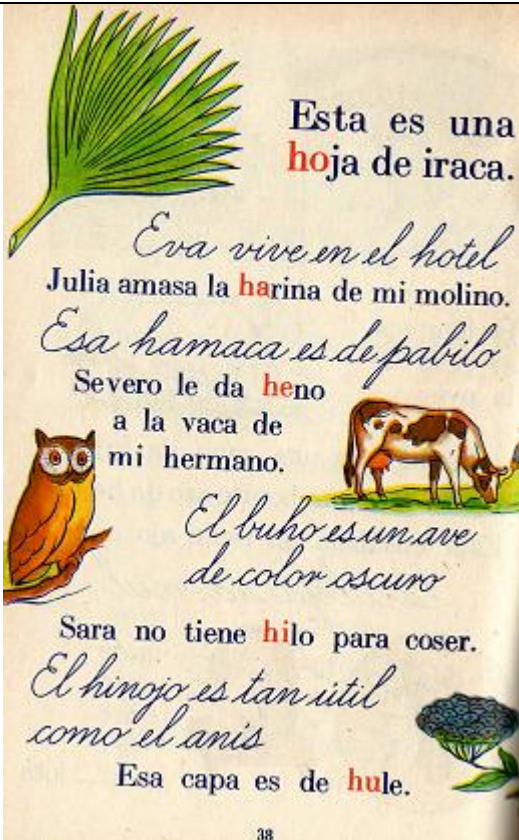 Esta es una
hoja de iraca.
Eva vive en el hotel
Julia amasa la harina de mi molino.
Esa hamaca es de pabilo
Severo le da heno
a la vaca de
mi hermano.
El buho es un ave
de color oscuro
Sara no tiene hilo para coser.
El hinojo es tan útil
como el anís
Esa capa es de hule.
38